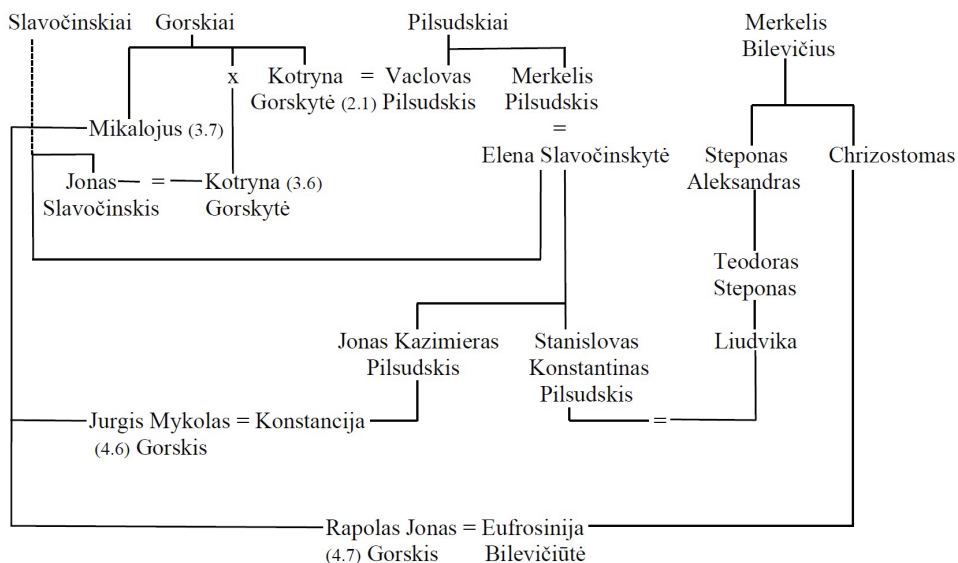 Slavočinskiai Gorskiai Pilsudskiai Merkelis
Bilevičius
x Kotryna = Vaclovas Merkelis
Gorskytė (2.1) Pilsudskis Pilsudskis
Mikalojus (3.7) =
Elena Slavočinskytė Steponas Chrizostomas
Aleksandras
Jonas = Kotryna (3.6)
Slavočinskis Gorskytė
Teodoras
Steponas
Jonas Kazimieras Stanislovas Liudvika
Pilsudskis Konstantinas
Pilsudskis
Jurgis Mykolas = Konstancija =
(4.6) Gorskis
Rapolas Jonas = Eufrosinija
(4.7) Gorskis Bilevičiūtė